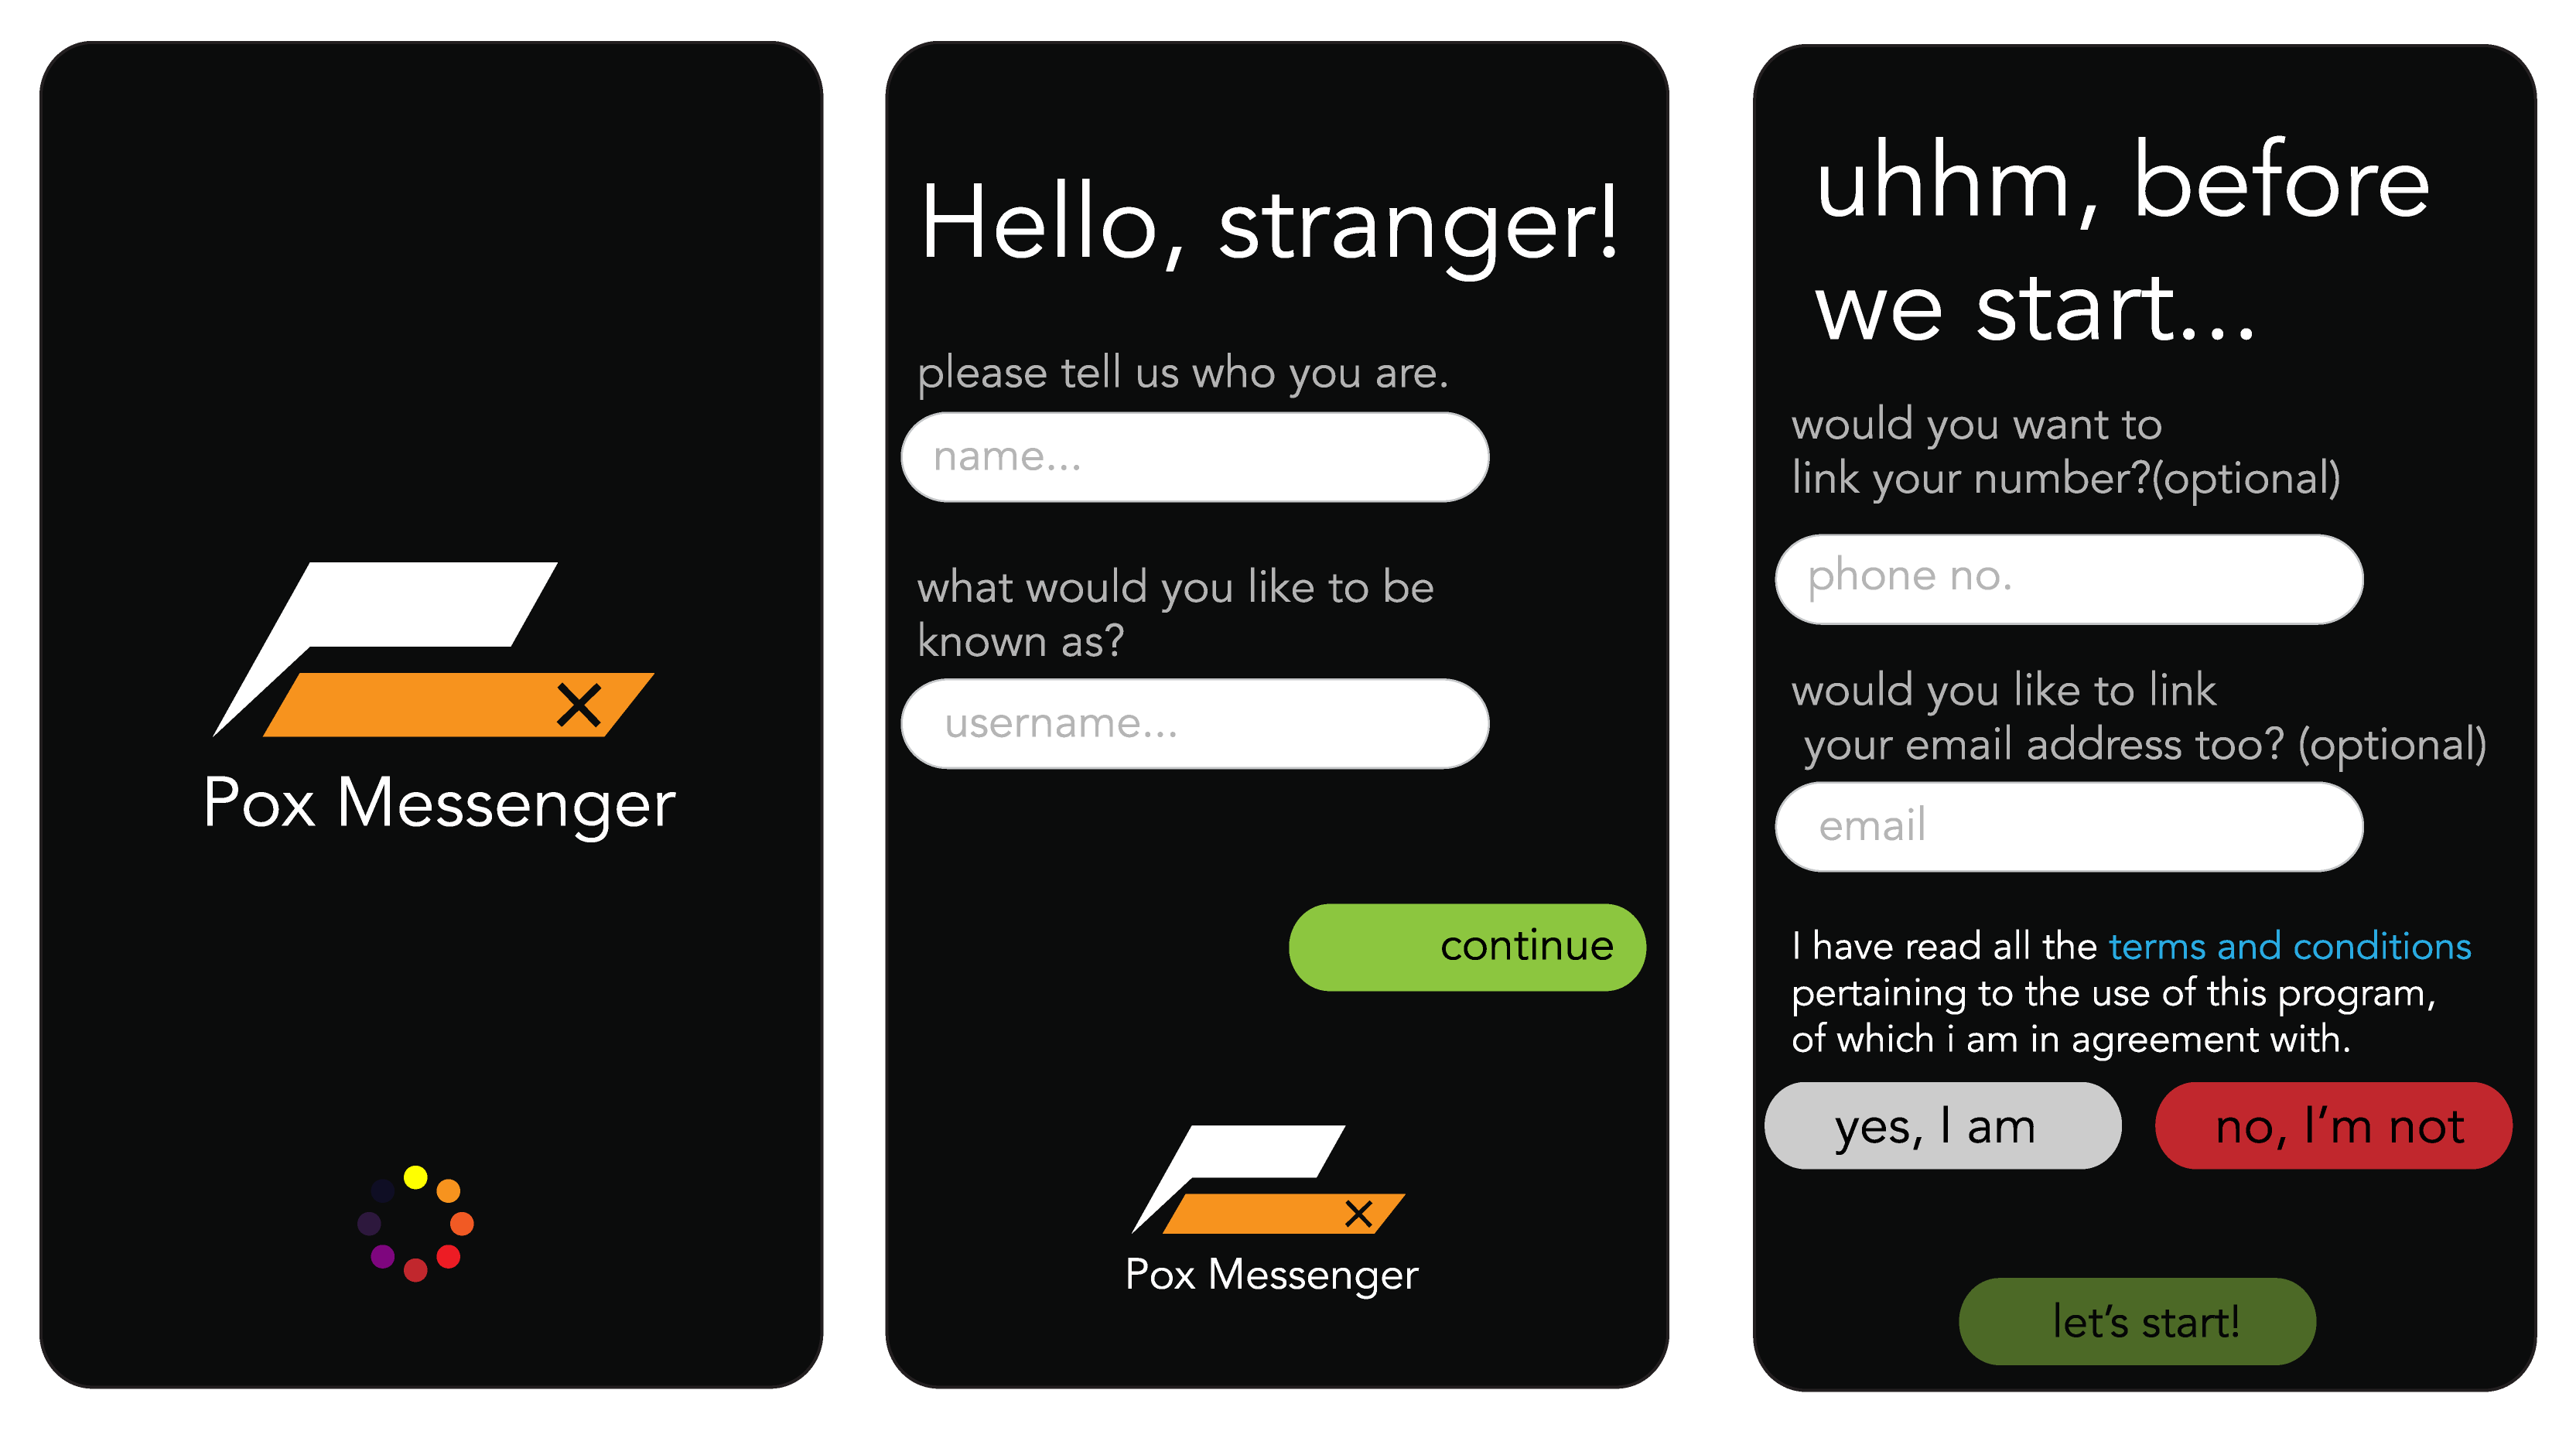 Pox Messenger
Hello, stranger!
please tell us who you are.
name...
what would you like to be
known as?
username...
continue
Pox Messenger
uhhm, before
we start...
would you want to
link your number?(optional)
phone no.
would you like to link
your email address too? (optional)
email
I have read all the terms and conditions
pertaining to the use of this program,
of which i am in agreement with.
yes, I am
no, I’m not
let’s start!